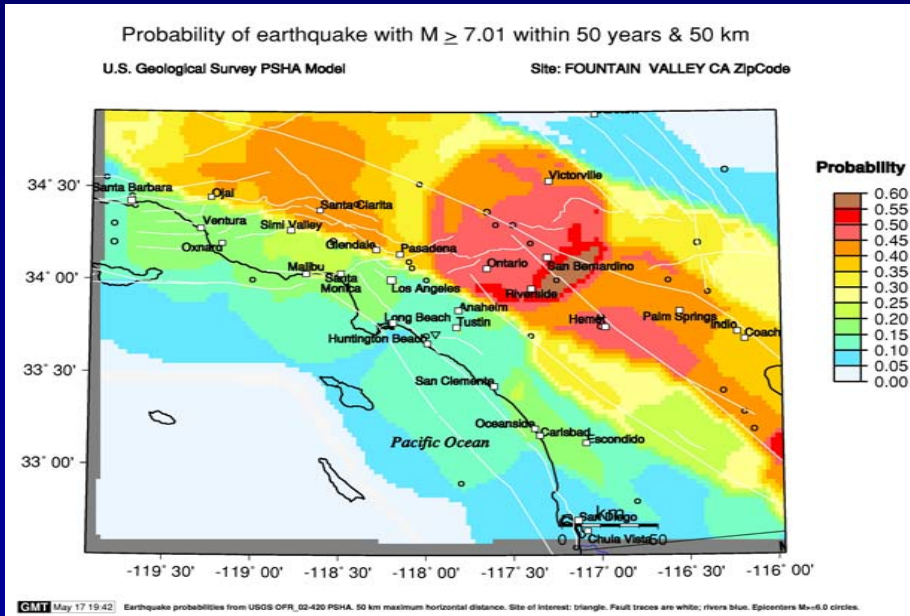 Probability of earthquake with M ≥ 7.01 within 50 years & 50 km
U.S. Geological Survey PSHA Model Site: FOUNTAIN VALLEY CA ZipCode
Probability
0.60
0.55
0.50
0.45
0.40
0.35
0.30
0.25
0.20
0.15
0.10
0.05
0.00
34° 30'
34° 00'
33° 30'
33° 00'
Santa Barbara
Ojai
Ventura
Oxnard
Simi Valley
Santa Clarita
Glendale
Pasadena
Victorville
Malibu
Santa
Monica
Los Angeles
Ontario
San Bernardino
Riverside
Anaheim
Tustin
Long Beach
Huntington Beach
Hemet
Palm Springs
Indio
Coach
San Clemente
Oceanside
Carlsbad
Escondido
Pacific Ocean
km
0 50
San Diego
Chula Vista
-119° 30' -119° 00' -118° 30' -118° 00' -117° 30' -117° 00' -116° 30' -116° 00'
GMT May 17 19:42 Earthquake probabilities from USGS OFR_02-420 PSHA. 50 km maximum horizontal distance. Site of interest: triangle. Fault traces are white; rivers blue. Epicenters M>=6.0 circles.